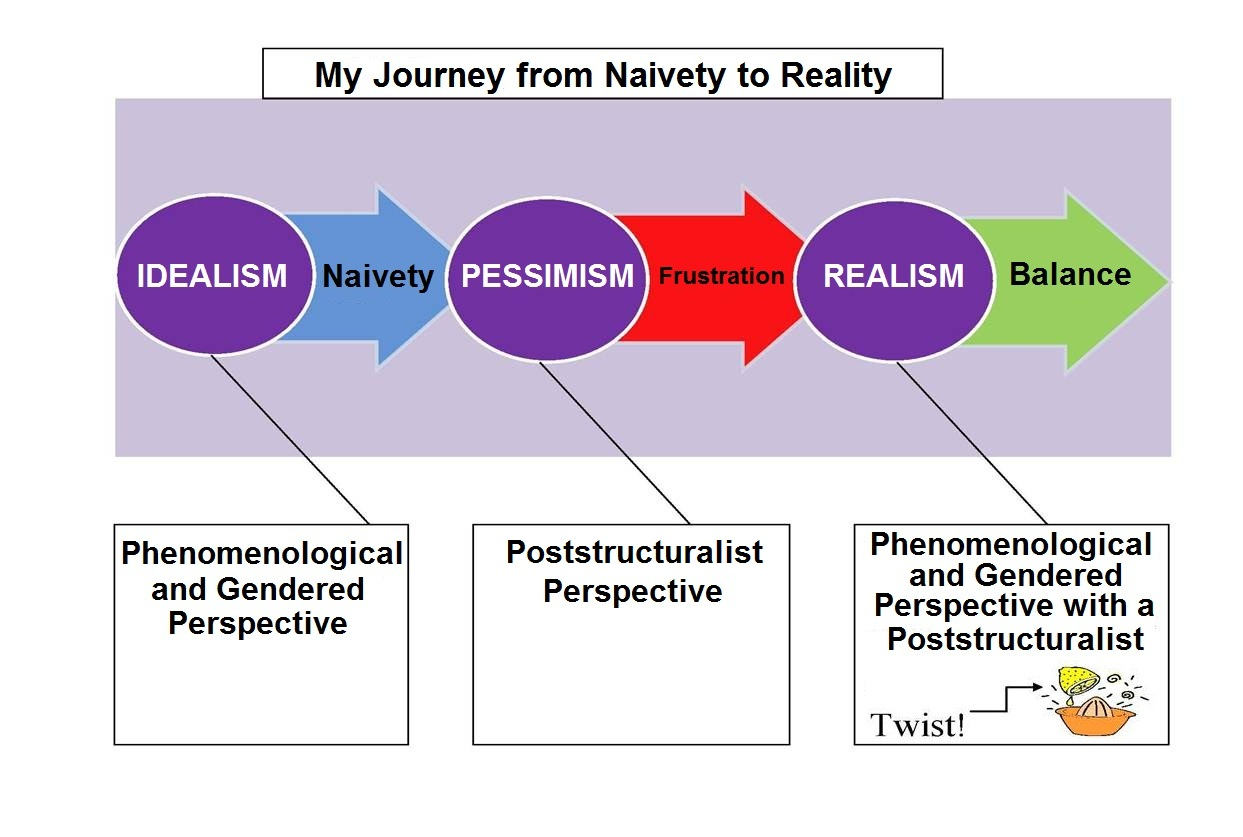 My Journey from Naivety to Reality
IDEALISM
Naivety
PESSIMISM
Frustration
REALISM
Balance
Phenomenological
and Gendered
Perspective
Poststructuralist
Perspective
Phenomenological
and Gendered
Perspective with a
Poststructuralist
Twist!